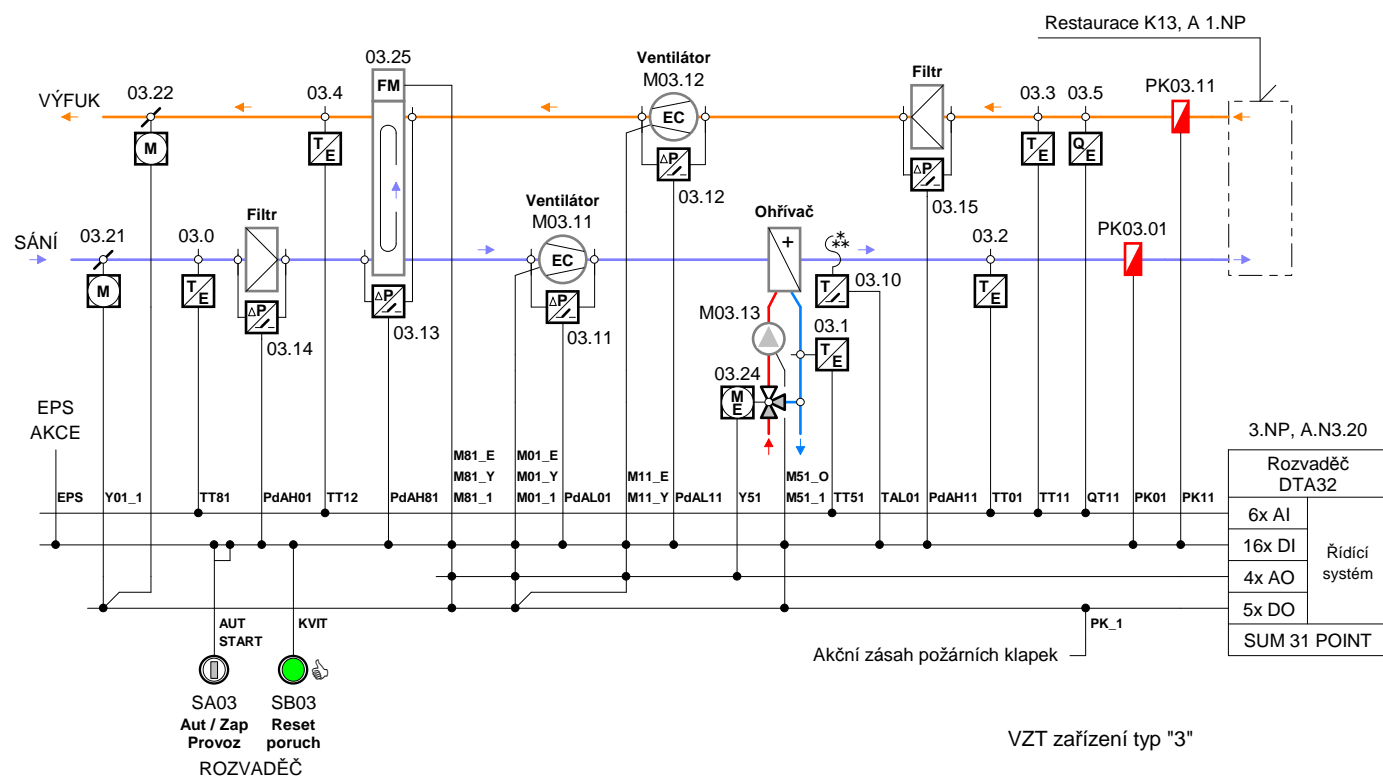 Restaurace K13, A 1.NP
03.25
FM
Ventilátor
M03.12
EC
Filtr
PK03.11
VÝFUK
03.22
03.4
03.3
03.5
M
T
E
ΔP
03.12
ΔP
03.15
T
E
Q
E
SÁNÍ
03.21
03.0
Filtr
Ventilátor
M03.11
EC
Ohřívač
+
***
03.10
03.2
PK03.01
M
T
E
ΔP
03.14
ΔP
03.13
ΔP
03.11
M03.13
T
03.1
T
E
T
E
03.24
M
E
EPS
AKCE
3.NP, A.N3.20
Rozvaděč
DTA32
6x AI
16x DI
4x AO
5x DO
Řídící
systém
SUM 31 POINT
EPS
Y01_1
TT81
PdAH01
TT12
PdAH81
M81_E
M81_Y
M81_1
M01_E
M01_Y
M01_1
PdAL01
M11_E
M11_Y
PdAL11
Y51
M51_O
M51_1
TT51
TAL01
PdAH11
TT01
TT11
QT11
PK01
PK11
AUT
START
KVIT
PK_1
Akční zásah požárních klapek
SA03
Aut / Zap
Provoz
SB03
Reset
poruch
ROZVADĚČ
VZT zařízení typ "3"